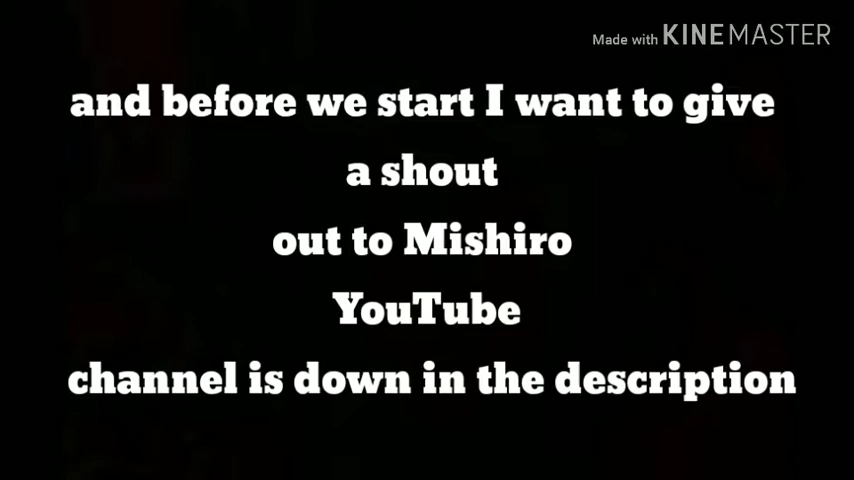 Made with KINEMASTER
and before we start I want to give
a shout
out to Mishiro
YouTube
channel is down in the description